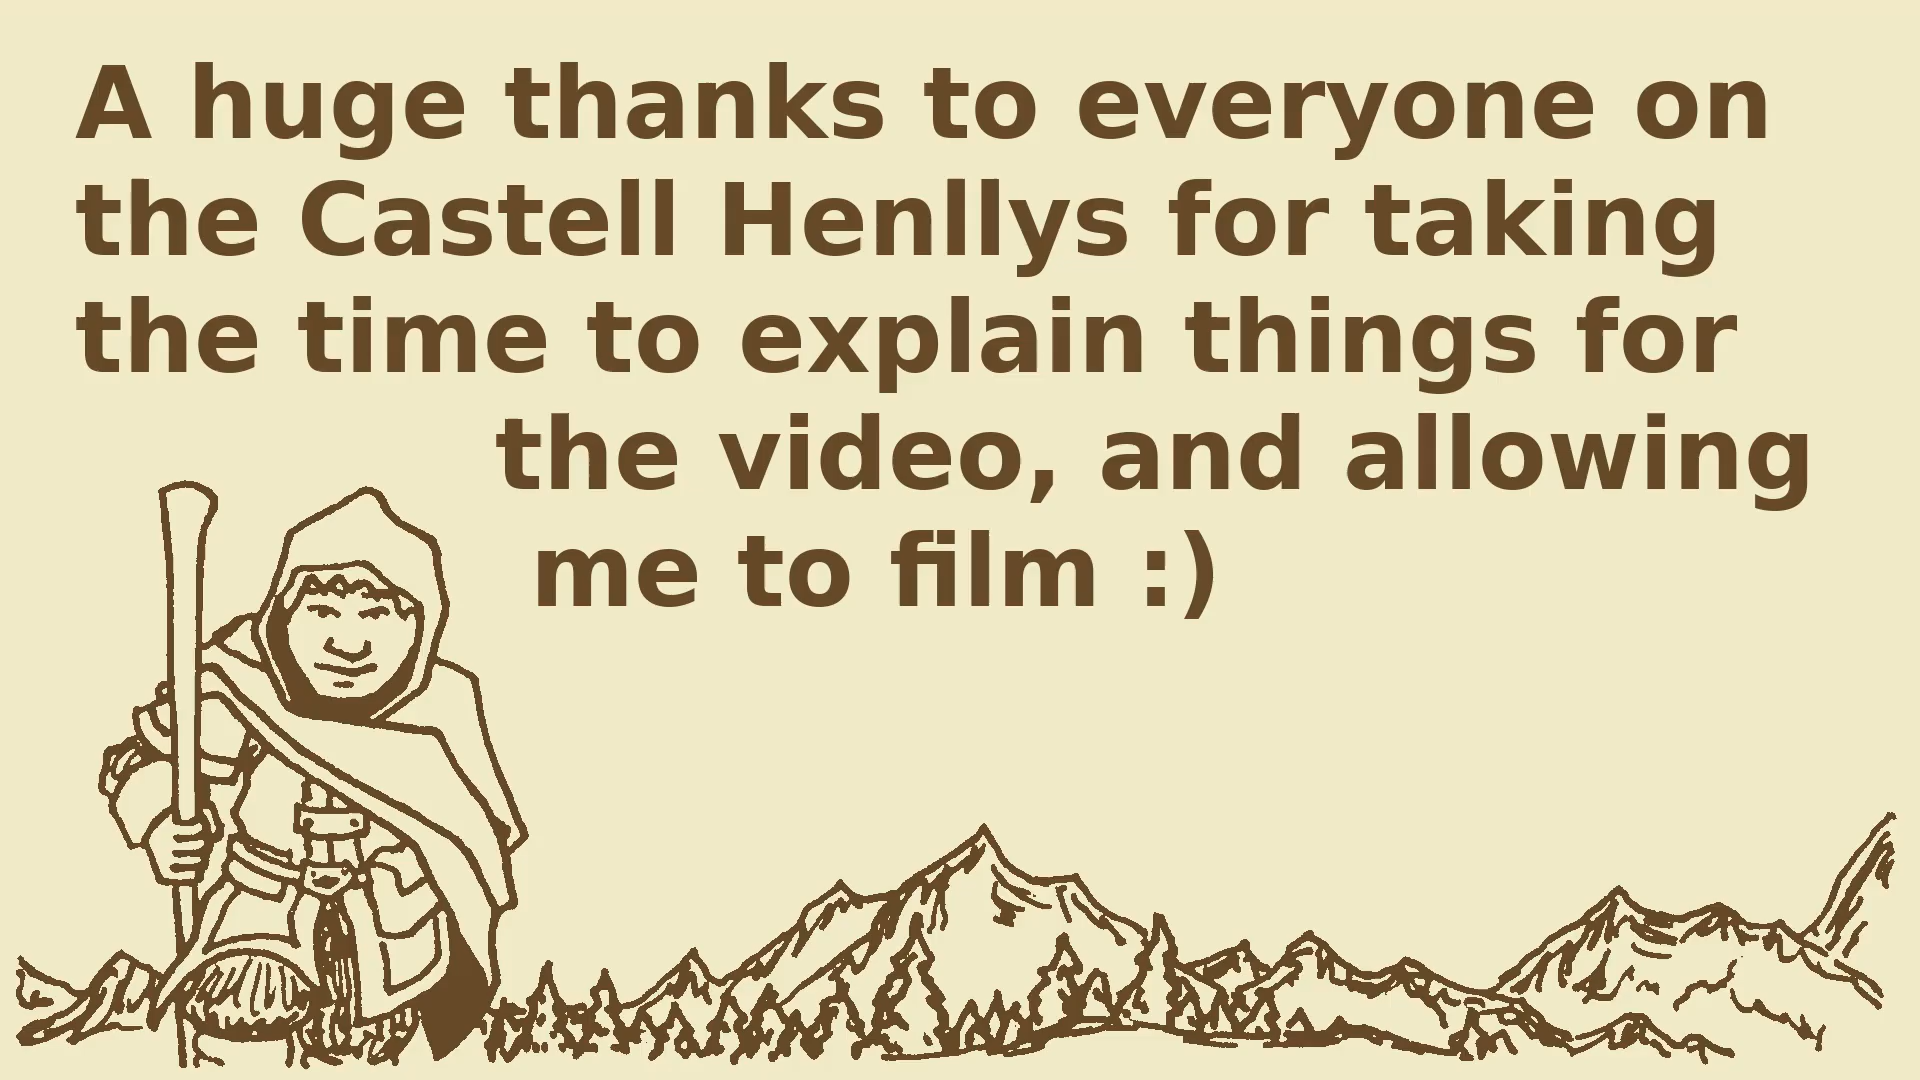 A huge thanks to everyone on
the Castell Henllys for taking
the time to explain things for
the video, and allowing
me to film :)